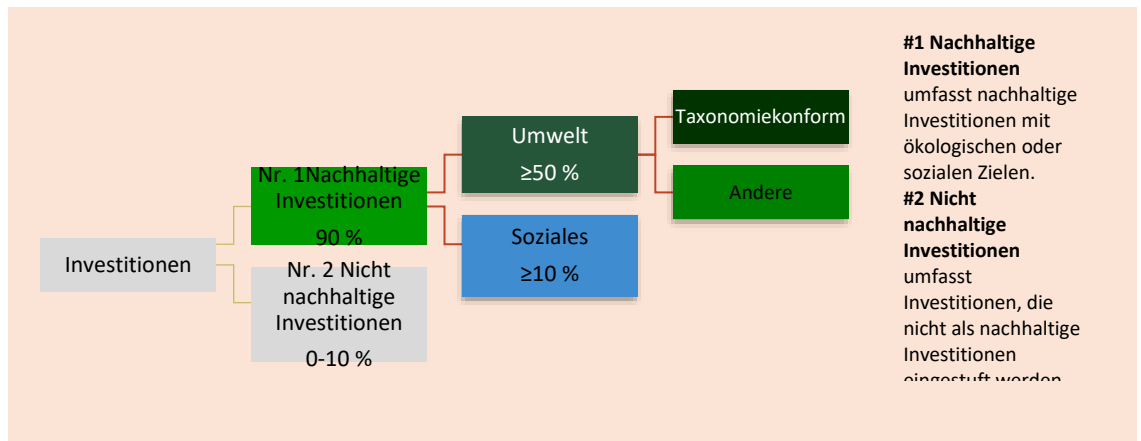 Investitionen
Nr. 1Nachhaltige
Investitionen
90 %
Nr. 2 Nicht
nachhaltige
Investitionen
0-10 %
Umwelt
≥50 %
Soziales
≥10 %
Taxonomiekonform
Andere
#1 Nachhaltige
Investitionen
umfasst nachhaltige
Investitionen mit
ökologischen oder
sozialen Zielen.
#2 Nicht
nachhaltige
Investitionen
umfasst
Investitionen, die
nicht als nachhaltige
Investitionen
eingestuft werden